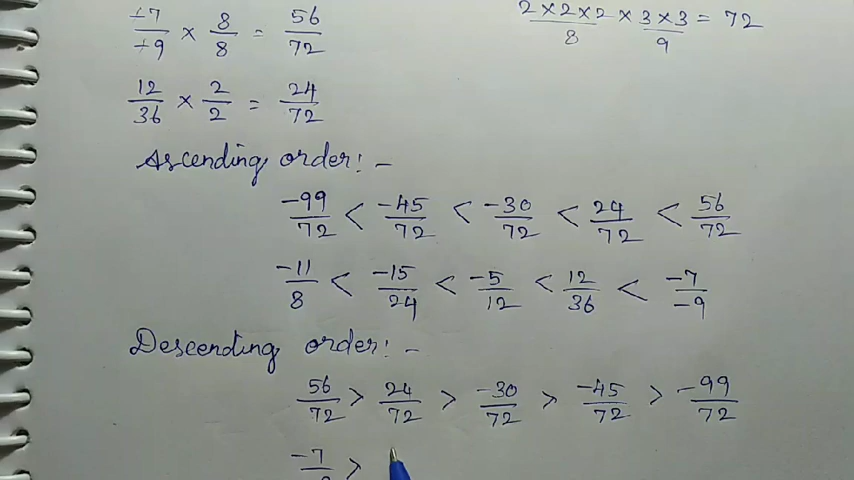 +7/+9 × 8/8 = 56/72
2×2×2/8 × 3×3/9 = 72
12/36 × 2/2 = 24/72
Ascending order:-
-99/72 < -45/72 < -30/72 < 24/72 < 56/72
-11/8 < -15/24 < -5/12 < 12/36 < -7/-9
Descending order:-
56/72 > 24/72 > -30/72 > -45/72 > -99/72
-7/ >